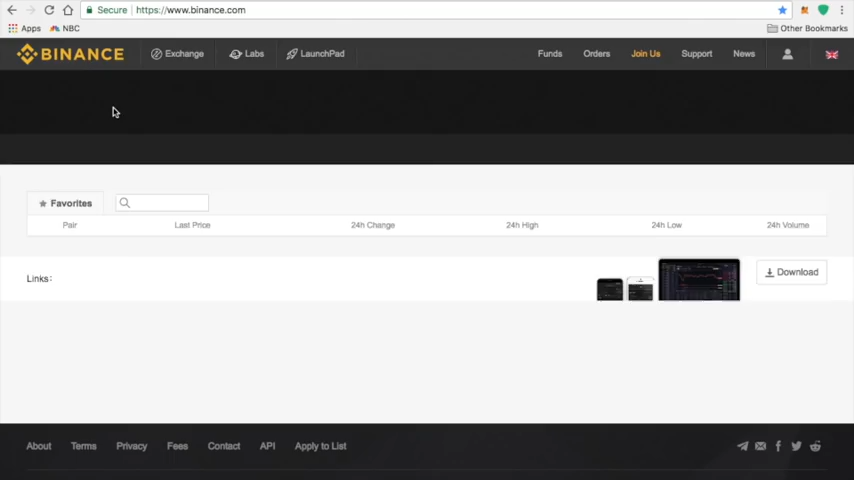 Secure https://www.binance.com
Apps NBC Other Bookmarks
BINANCE Exchange Labs LaunchPad Funds Orders Join Us Support News
Favorites
Pair Last Price 24h Change 24h High 24h Low 24h Volume
Links:
Download
About Terms Privacy Fees Contact API Apply to List